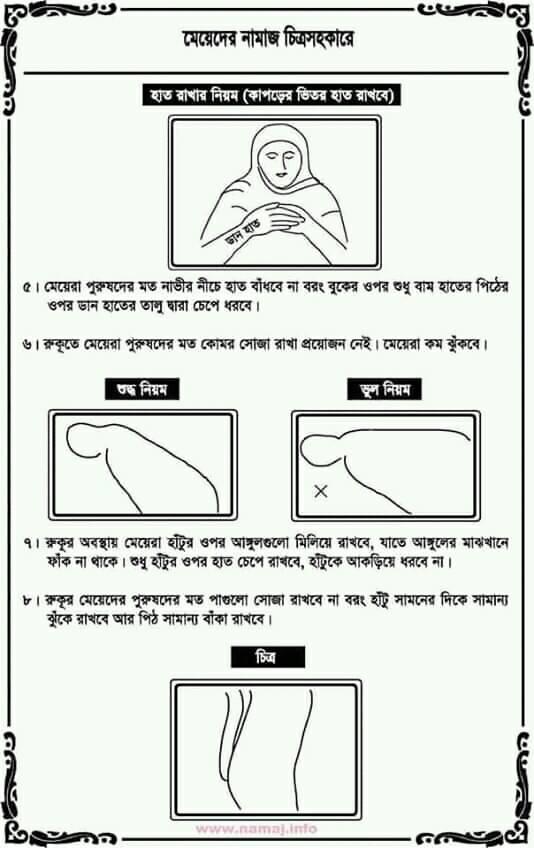 মেয়েদের নামাজ চিত্রসহকারে
হাত রাখার নিয়ম (কাপড়ের ভিতর হাত রাখবে)
ডান হাত
৫। মেয়েরা পুরুষদের মত নাভীর নীচে হাত বাঁধবে না বরং বুকের ওপর শুধু বাম হাতের পিঠের
ওপর ডান হাতের তালু দ্বারা চেপে ধরবে।
৬। রুকূতে মেয়েরা পুরুষদের মত কোমর সোজা রাখা প্রয়োজন নেই। মেয়েরা কম ঝুঁকবে।
শুদ্ধ নিয়ম
ভুল নিয়ম
৭। রুকূর অবস্থায় মেয়েরা হাঁটুর ওপর আঙ্গুলগুলো মিলিয়ে রাখবে, যাতে আঙ্গুলের মাঝখানে
ফাঁক না থাকে। শুধু হাঁটুর ওপর হাত চেপে রাখবে, হাঁটুকে আকড়িয়ে ধরবে না।
৮। রুকূর মেয়েদের পুরুষদের মত পাগুলো সোজা রাখবে না বরং হাঁটু সামনের দিকে সামান্য
ঝুঁকে রাখবে আর পিঠ সামান্য বাঁকা রাখবে।
চিত্র
www.namaj.info